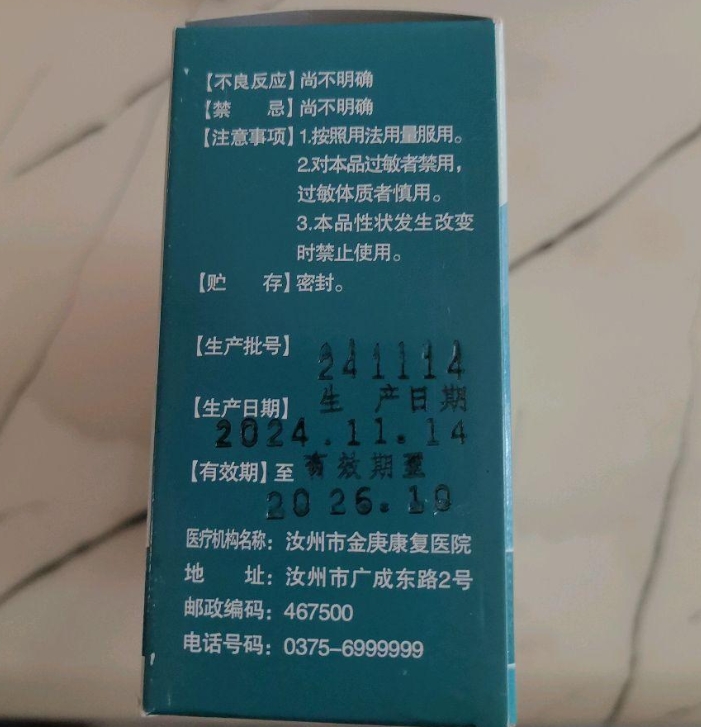 【不良反应】尚不明确
【禁 忌】尚不明确
【注意事项】1.按照用法用量服用。
2.对本品过敏者禁用,
过敏体质者慎用。
3.本品性状发生改变
时禁止使用。
【贮 存】密封。
【生产批号】
241114
【生产日期】 生 产日期
2024.11.14
【有效期】至 有效期至
2026.10
医疗机构名称：汝州市金庚康复医院
地 址：汝州市广成东路2号
邮政编码：467500
电话号码：0375-6999999